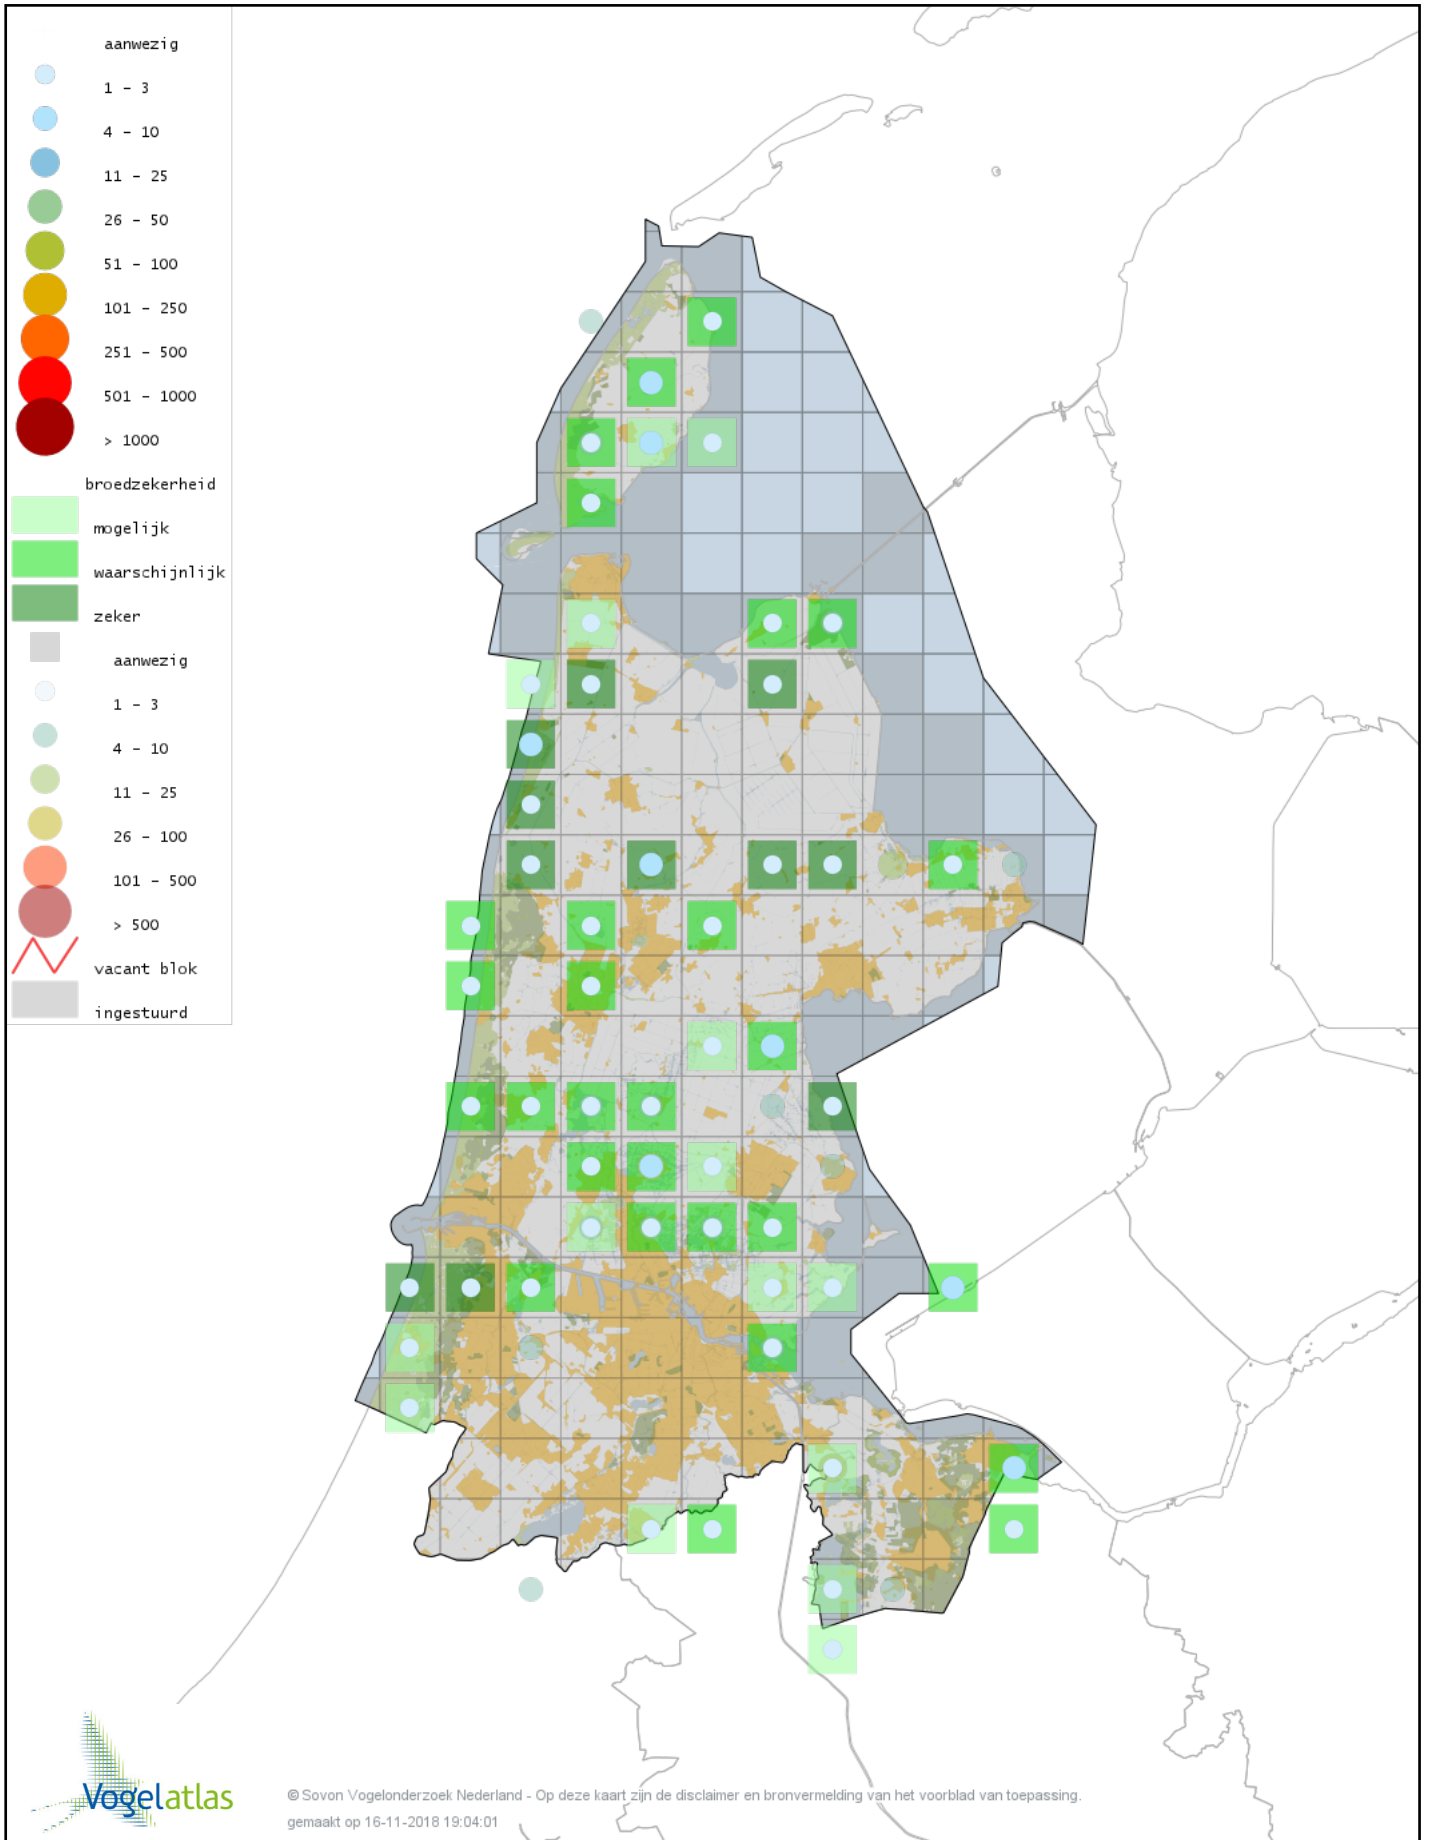 aanwezig
1 - 3
4 - 10
11 - 25
26 - 50
51 - 100
101 - 250
251 - 500
501 - 1000
> 1000
broedzekerheid
mogelijk
waarschijnlijk
zeker
aanwezig
1 - 3
4 - 10
11 - 25
26 - 100
101 - 500
> 500
vacant blok
ingestuurd
Vogelatlas
© Sovon Vogelonderzoek Nederland - Op deze kaart zijn de disclaimer en bronvermelding van het voorblad van toepassing.
gemaakt op 16-11-2018 19:04:01